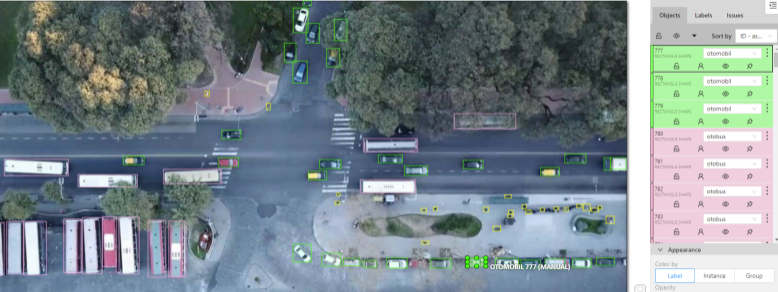 Objects
Labels
Issues
Sort by
ID - as...
777
RECTANGLE SHAPE
otomobil
778
RECTANGLE SHAPE
otomobil
779
RECTANGLE SHAPE
otomobil
780
RECTANGLE SHAPE
otobus
781
RECTANGLE SHAPE
otobus
782
RECTANGLE SHAPE
otobus
783
RECTANGLE SHAPE
otobus
OTOMOBIL 777 (MANUAL)
Appearance
Color by
Label
Instance
Group
Opacity